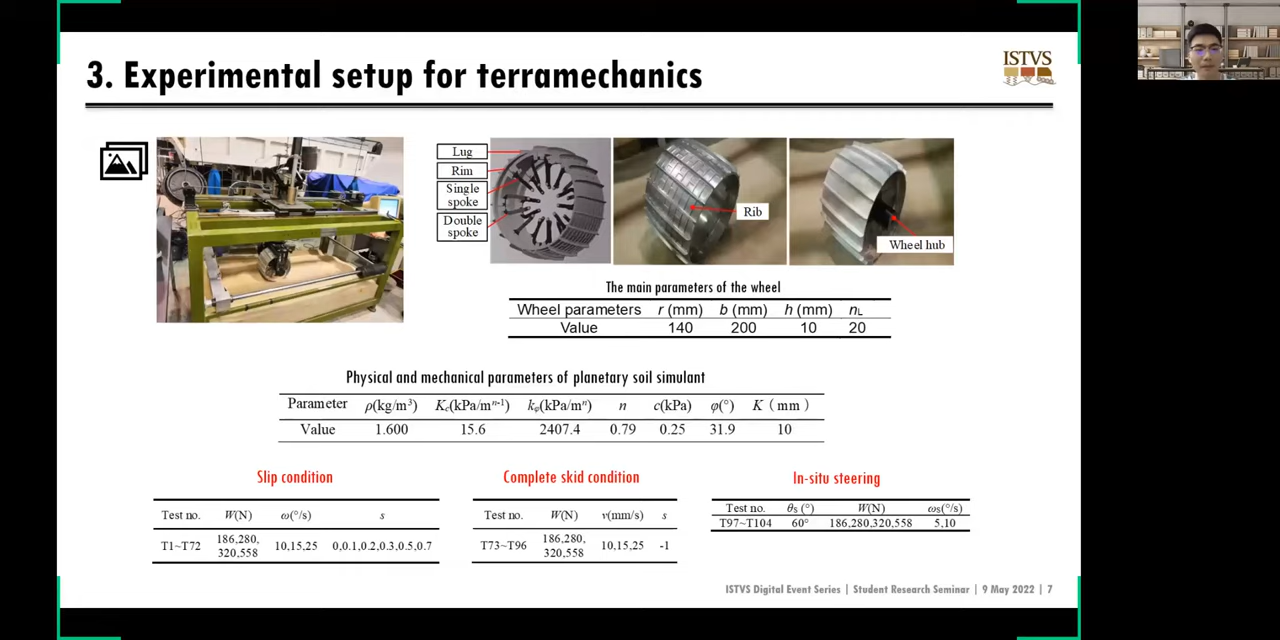 3. Experimental setup for terramechanics
ISTVS
Lug
Rim
Single
spoke
Double
spoke
Rib
Wheel hub
The main parameters of the wheel
Wheel parameters r (mm) b (mm) h (mm) nL
Value 140 200 10 20
Physical and mechanical parameters of planetary soil simulant
Parameter ρ(kg/m³) Kc(kPa/mⁿ⁻¹) kφ(kPa/mⁿ) n c(kPa) φ(°) K（mm）
Value 1.600 15.6 2407.4 0.79 0.25 31.9 10
Slip condition
Test no. W(N) ω(°/s) s
T1~T72 186,280, 320,558 10,15,25 0,0.1,0.2,0.3,0.5,0.7
Complete skid condition
Test no. W(N) v(mm/s) s
T73~T96 186,280, 320,558 10,15,25 -1
In-situ steering
Test no. θS (°) W(N) ωS(°/s)
T97~T104 60° 186,280,320,558 5,10
ISTVS Digital Event Series | Student Research Seminar | 9 May 2022 | 7